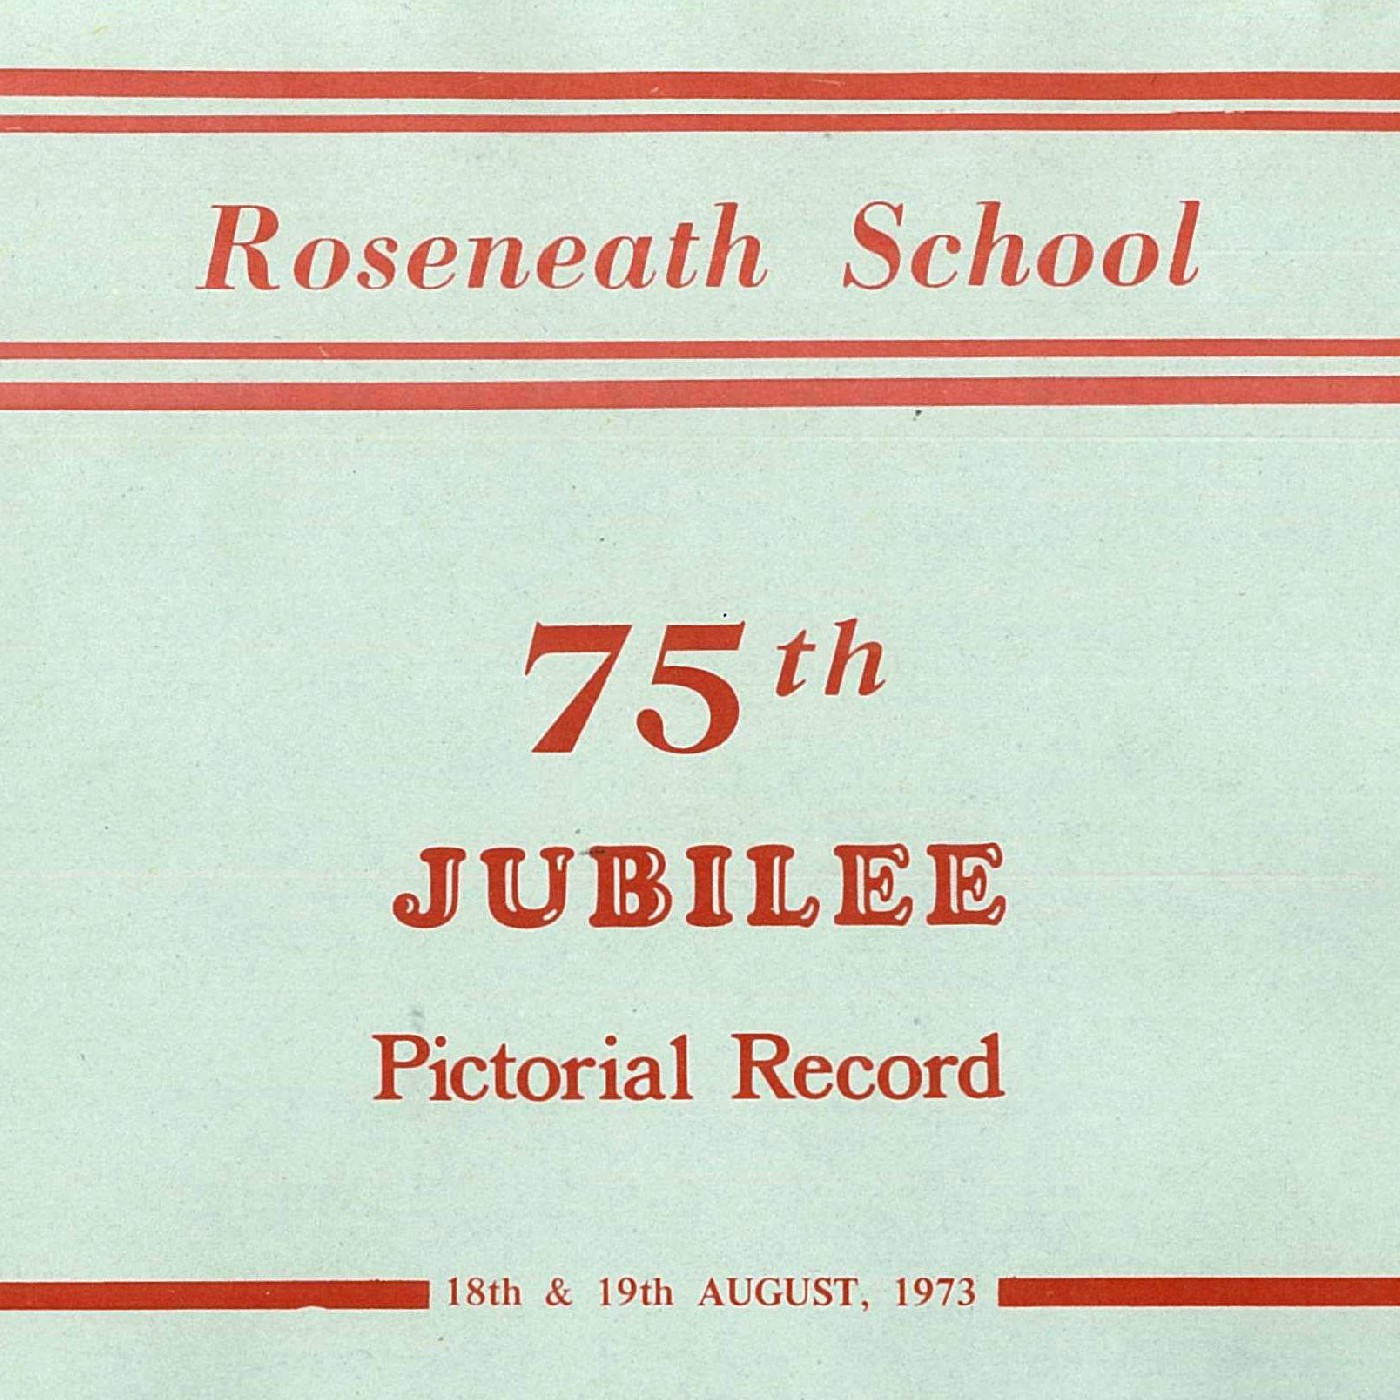 Roseneath School
75th
JUBILEE
Pictorial Record
18th & 19th AUGUST, 1973